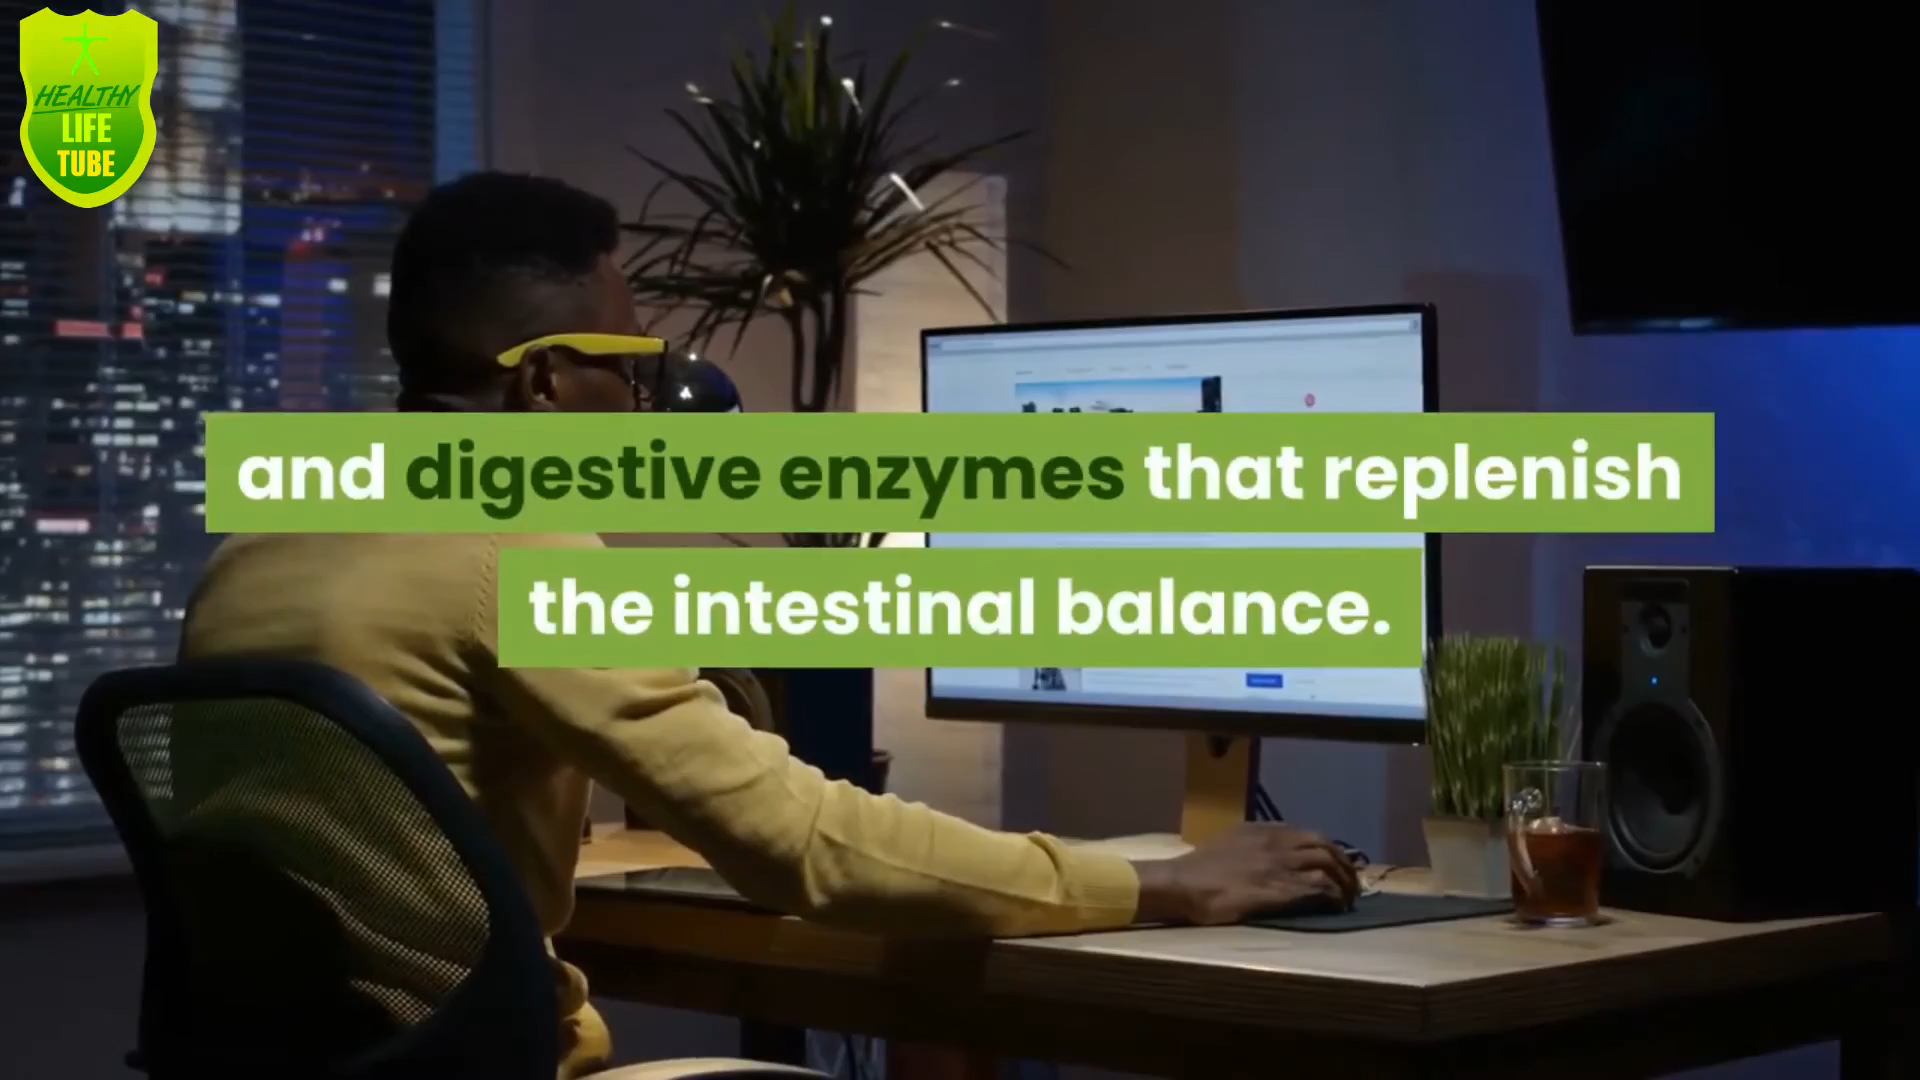 HEALTHY
LIFE
TUBE
and digestive enzymes that replenish
the intestinal balance.